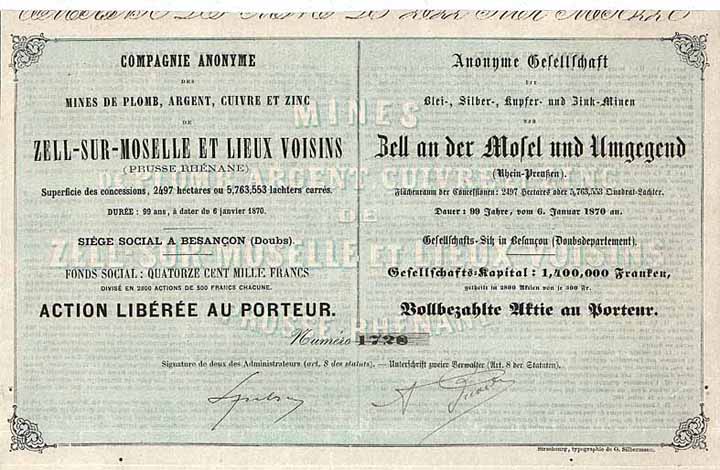 COMPAGNIE ANONYME
DES
MINES DE PLOMB, ARGENT, CUIVRE ET ZINC
DE
ZELL-SUR-MOSELLE ET LIEUX VOISINS
(PRUSSE RHÉNANE)
Superficie des concessions, 2497 hectares ou 5,763,553 lachters carrés.
DURÉE : 99 ans, à dater du 6 janvier 1870.
SIÉGE SOCIAL A BESANÇON (Doubs).
FONDS SOCIAL : QUATORZE CENT MILLE FRANCS
DIVISÉ EN 2800 ACTIONS DE 500 FRANCS CHACUNE.
ACTION LIBÉRÉE AU PORTEUR.
Anonyme Gesellschaft
der
Blei-, Silber-, Kupfer- und Zink-Minen
von
Zell an der Mosel und Umgegend
(Rhein-Preußen).
Flächenraum der Concessionen: 2497 Hectares oder 5,763,553 Quadrat-Lachter.
Dauer: 99 Jahre, vom 6. Januar 1870 an.
Gesellschafts-Sitz in Besançon (Doubsdepartement).
Gesellschafts-Kapital: 1,400,000 Franken,
getheilt in 2800 Aktien von je 500 Fr.
Vollbezahlte Aktie au Porteur.
Numéro 1728
Signature de deux des Administrateurs (art. 8 des statuts). — Unterschrift zweier Verwalter (Art. 8 der Statuten).
Strasbourg, typographie de G. Silbermann.
MINES
ARGENT CUIVRE
DE
ZELL-SUR-MOSELLE ET LIEUX VOISINS
PRUSSE RHÉNANE